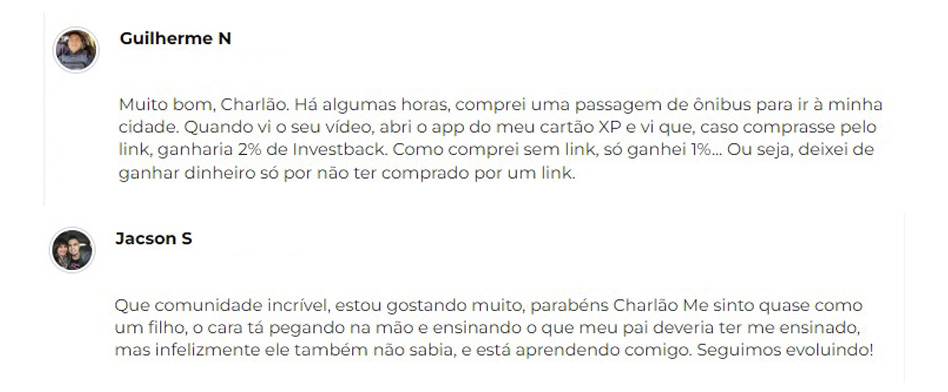 Guilherme N
Muito bom, Charlão. Há algumas horas, comprei uma passagem de ônibus para ir à minha
cidade. Quando vi o seu vídeo, abri o app do meu cartão XP e vi que, caso comprasse pelo
link, ganharia 2% de Investback. Como comprei sem link, só ganhei 1%... Ou seja, deixei de
ganhar dinheiro só por não ter comprado por um link.
Jacson S
Que comunidade incrível, estou gostando muito, parabéns Charlão Me sinto quase como
um filho, o cara tá pegando na mão e ensinando o que meu pai deveria ter me ensinado,
mas infelizmente ele também não sabia, e está aprendendo comigo. Seguimos evoluindo!